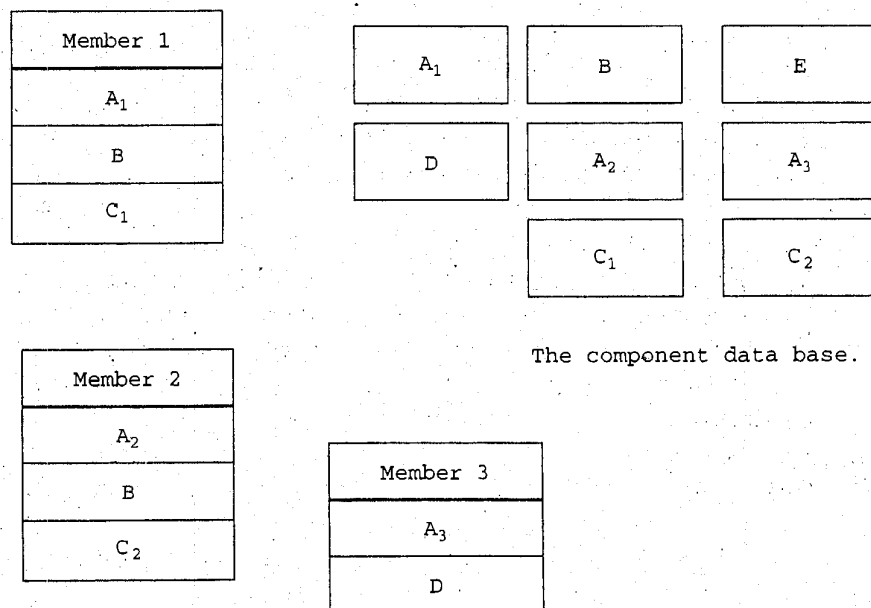 Member 1
A₁
B
C₁
A₁ B E
D A₂ A₃
C₁ C₂
The component data base.
Member 2
A₂
B
C₂
Member 3
A₃
D